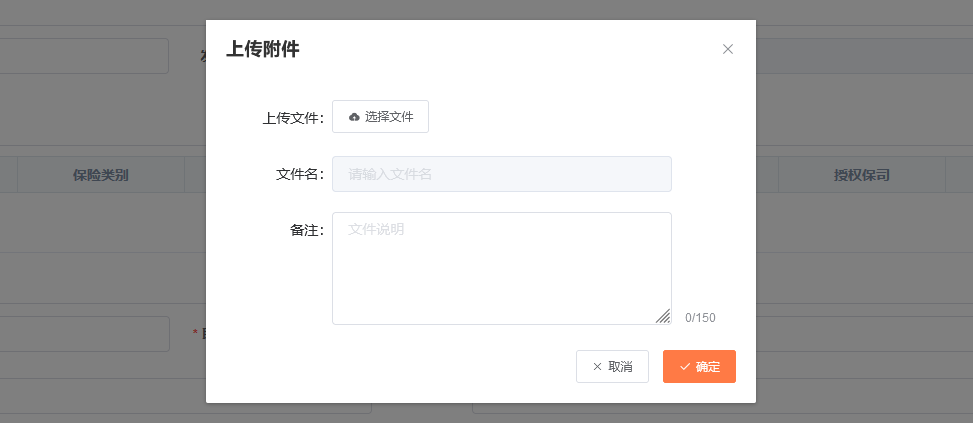 上传附件
上传文件：
选择文件
保险类别
授权保司
文件名：
请输入文件名
备注：
文件说明
0/150
*
取消
确定